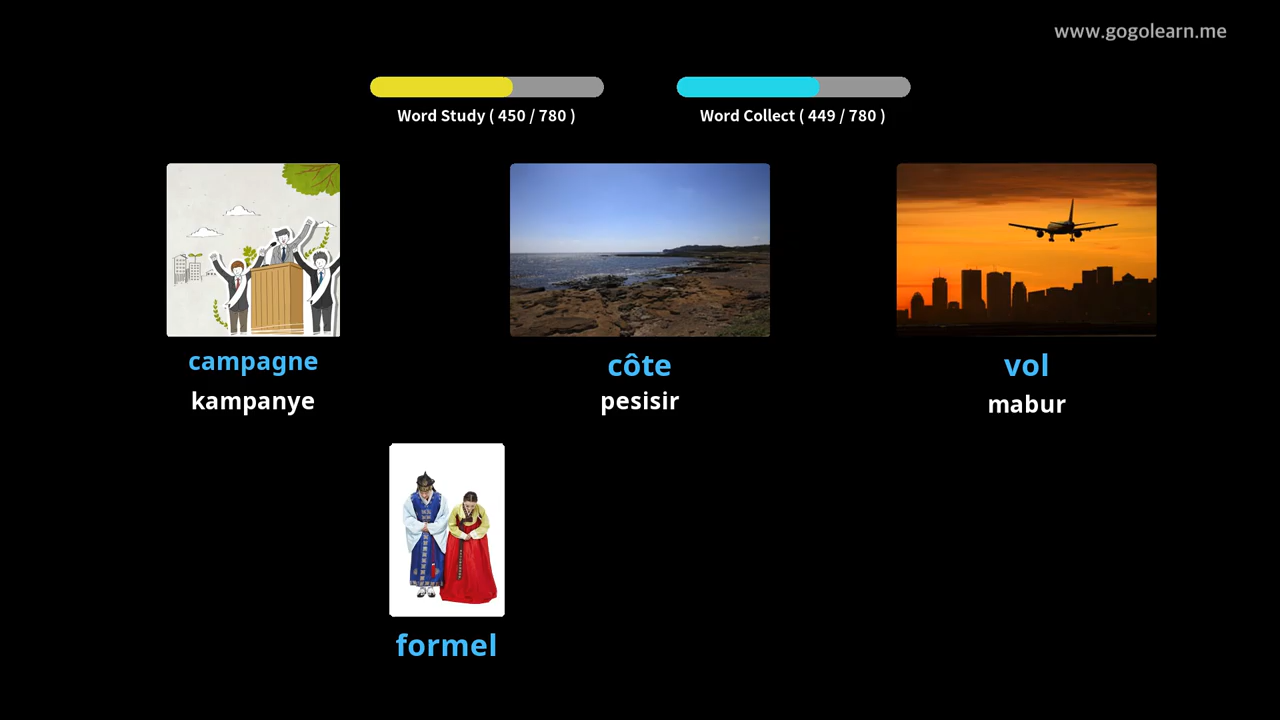 www.gogolearn.me
Word Study ( 450 / 780 )
Word Collect ( 449 / 780 )
campagne
kampanye
côte
pesisir
vol
mabur
formel